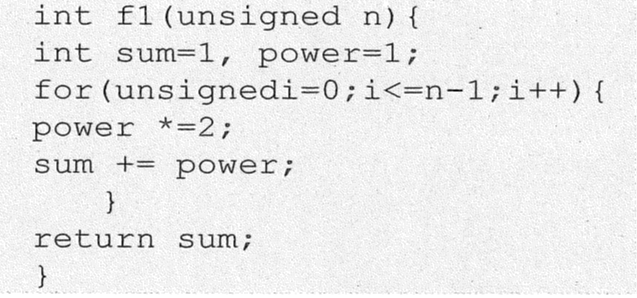 int f1(unsigned n){
int sum=1, power=1;
for(unsignedi=0;i<=n-1;i++){
power *=2;
sum += power;
}
return sum;
}